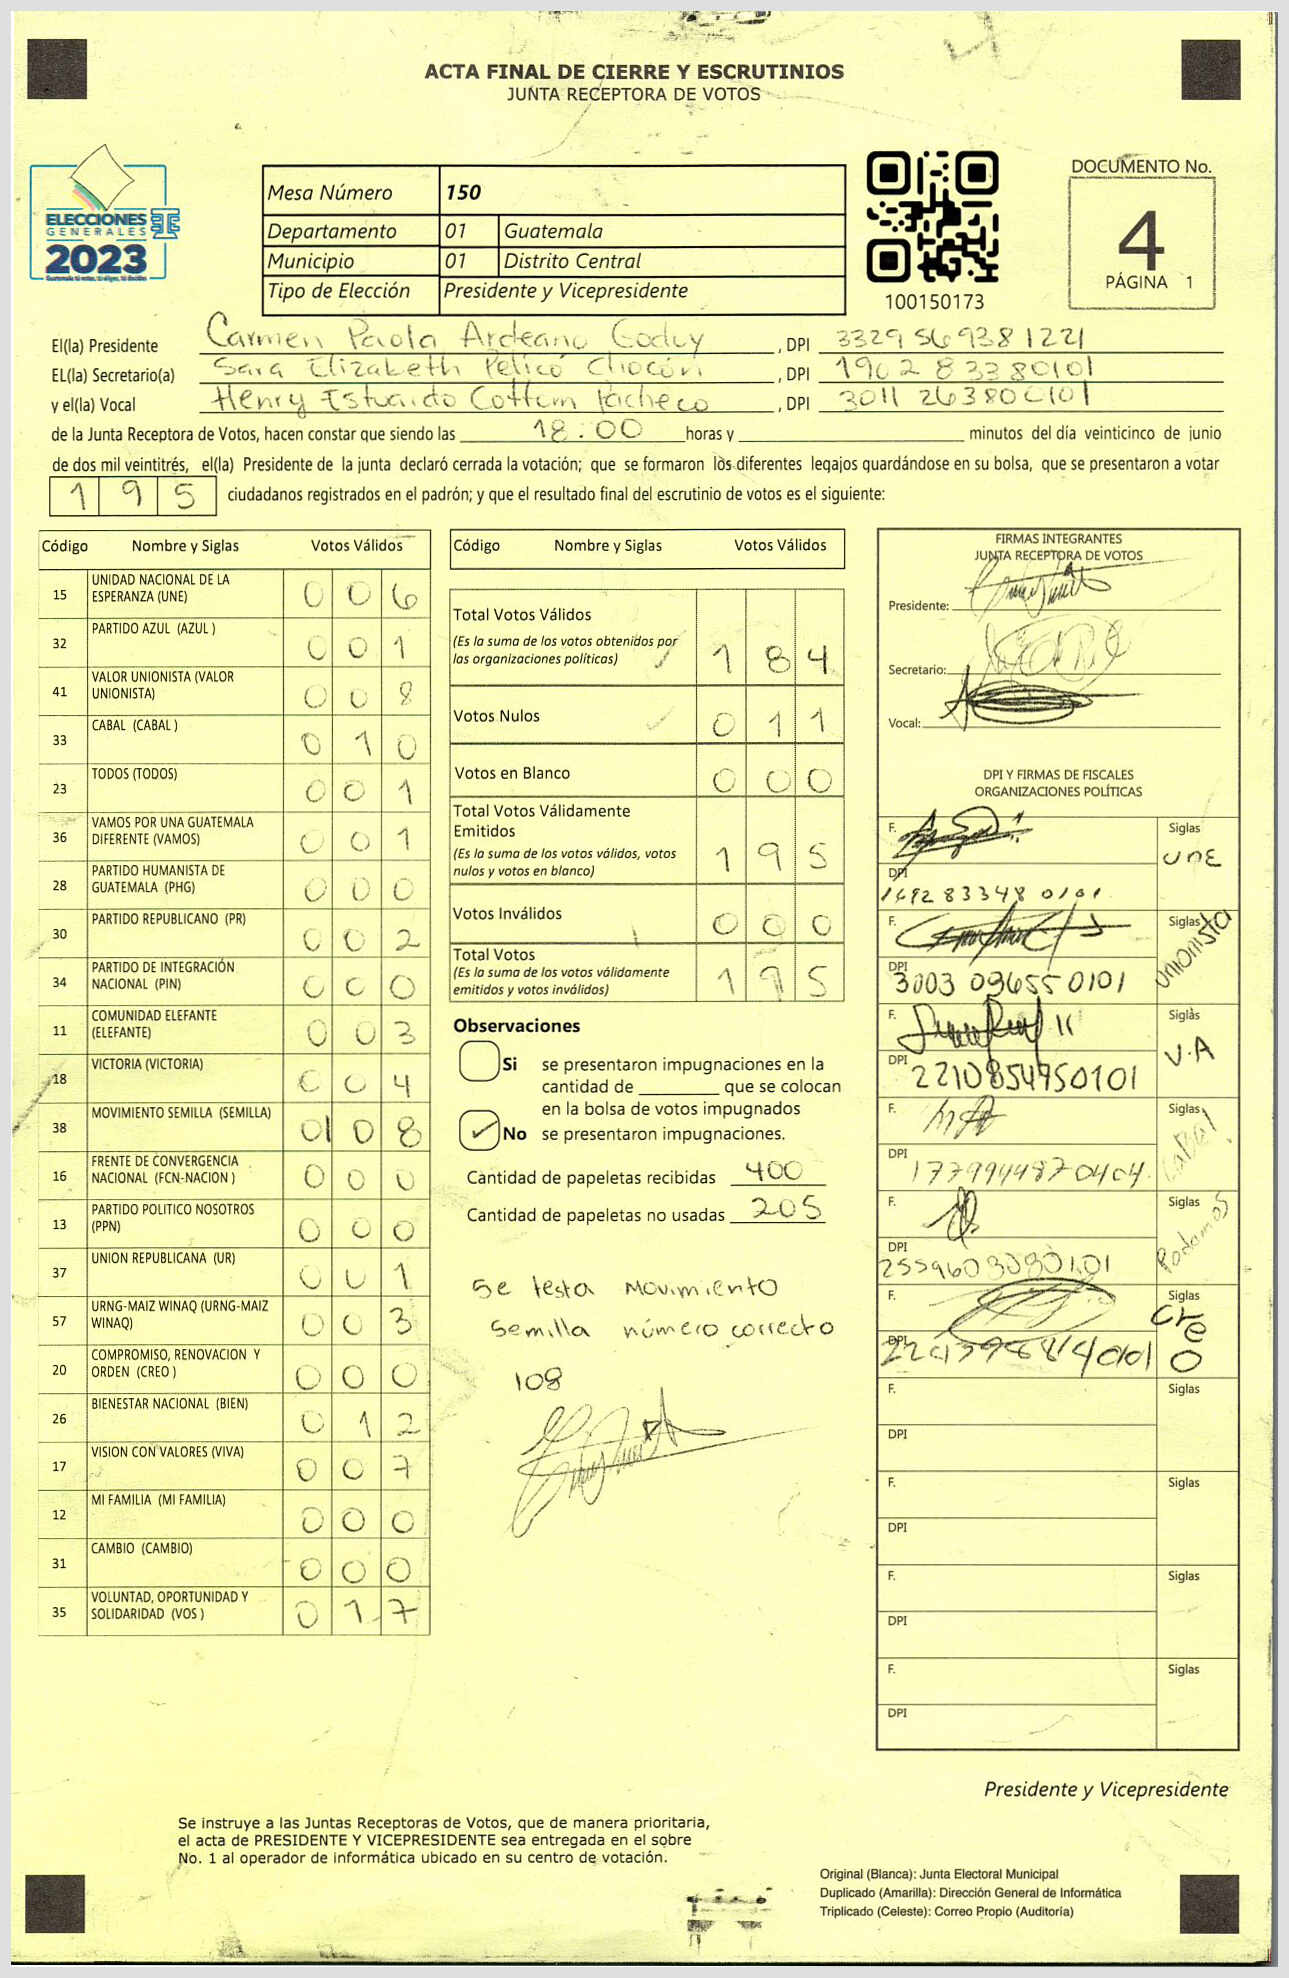 ACTA FINAL DE CIERRE Y ESCRUTINIOS
JUNTA RECEPTORA DE VOTOS
ELECCIONES
GENERALES
2023
Mesa Número 150
Departamento 01 Guatemala
Municipio 01 Distrito Central
Tipo de Elección Presidente y Vicepresidente
100150173
DOCUMENTO No.
4
PÁGINA 1
El(la) Presidente Carmen Paola Ardeano Godoy , DPI 3329 56938 1221
EL(la) Secretario(a) Sara Elizabeth Pelicó Chocón , DPI 1902 83380101
y el(la) Vocal Henry Estuardo Cottum Pacheco , DPI 3011 263800101
de la Junta Receptora de Votos, hacen constar que siendo las 18:00 horas y minutos del día veinticinco de junio
de dos mil veintitrés, el(la) Presidente de la junta declaró cerrada la votación; que se formaron los diferentes legajos guardándose en su bolsa, que se presentaron a votar
195 ciudadanos registrados en el padrón; y que el resultado final del escrutinio de votos es el siguiente:
Código Nombre y Siglas Votos Válidos
15 UNIDAD NACIONAL DE LA ESPERANZA (UNE) 0 0 6
32 PARTIDO AZUL (AZUL ) 0 0 1
41 VALOR UNIONISTA (VALOR UNIONISTA) 0 0 8
33 CABAL (CABAL ) 0 1 0
23 TODOS (TODOS) 0 0 1
36 VAMOS POR UNA GUATEMALA DIFERENTE (VAMOS) 0 0 1
28 PARTIDO HUMANISTA DE GUATEMALA (PHG) 0 0 0
30 PARTIDO REPUBLICANO (PR) 0 0 2
34 PARTIDO DE INTEGRACIÓN NACIONAL (PIN) 0 0 0
11 COMUNIDAD ELEFANTE (ELEFANTE) 0 0 3
18 VICTORIA (VICTORIA) 0 0 4
38 MOVIMIENTO SEMILLA (SEMILLA) 01 0 8
16 FRENTE DE CONVERGENCIA NACIONAL (FCN-NACION ) 0 0 0
13 PARTIDO POLITICO NOSOTROS (PPN) 0 0 0
37 UNION REPUBLICANA (UR) 0 0 1
57 URNG-MAIZ WINAQ (URNG-MAIZ WINAQ) 0 0 3
20 COMPROMISO, RENOVACION Y ORDEN (CREO ) 0 0 0
26 BIENESTAR NACIONAL (BIEN) 0 1 2
17 VISION CON VALORES (VIVA) 0 0 7
12 MI FAMILIA (MI FAMILIA) 0 0 0
31 CAMBIO (CAMBIO) 0 0 0
35 VOLUNTAD, OPORTUNIDAD Y SOLIDARIDAD (VOS ) 0 1 7
Código Nombre y Siglas Votos Válidos
Total Votos Válidos
(Es la suma de los votos obtenidos por
las organizaciones políticas) 1 8 4
Votos Nulos 0 1 1
Votos en Blanco 0 0 0
Total Votos Válidamente
Emitidos
(Es la suma de los votos válidos, votos
nulos y votos en blanco) 1 9 5
Votos Inválidos 0 0 0
Total Votos
(Es la suma de los votos válidamente
emitidos y votos inválidos) 1 9 5
Observaciones
Si se presentaron impugnaciones en la
cantidad de que se colocan
en la bolsa de votos impugnados
No se presentaron impugnaciones.
Cantidad de papeletas recibidas 400
Cantidad de papeletas no usadas 205
Se testa Movimiento
Semilla número correcto
108
FIRMAS INTEGRANTES
JUNTA RECEPTORA DE VOTOS
Presidente:
Secretario:
Vocal:
DPI Y FIRMAS DE FISCALES
ORGANIZACIONES POLÍTICAS
F. Siglas UNE
DPI 1692 83348 0101
F. Siglas Unionista
DPI 3003 096550101
F. Siglas V.A
DPI 2210854950101
F. Siglas Cabal
DPI 1779944870404
F. Siglas Podemos
DPI 2559603080101
F. Siglas Creo
DPI
F. Siglas
DPI
F. Siglas
DPI
F. Siglas
DPI
F. Siglas
DPI
Presidente y Vicepresidente
Se instruye a las Juntas Receptoras de Votos, que de manera prioritaria,
el acta de PRESIDENTE Y VICEPRESIDENTE sea entregada en el sobre
No. 1 al operador de informática ubicado en su centro de votación.
Original (Blanca): Junta Electoral Municipal
Duplicado (Amarilla): Dirección General de Informática
Triplicado (Celeste): Correo Propio (Auditoría)